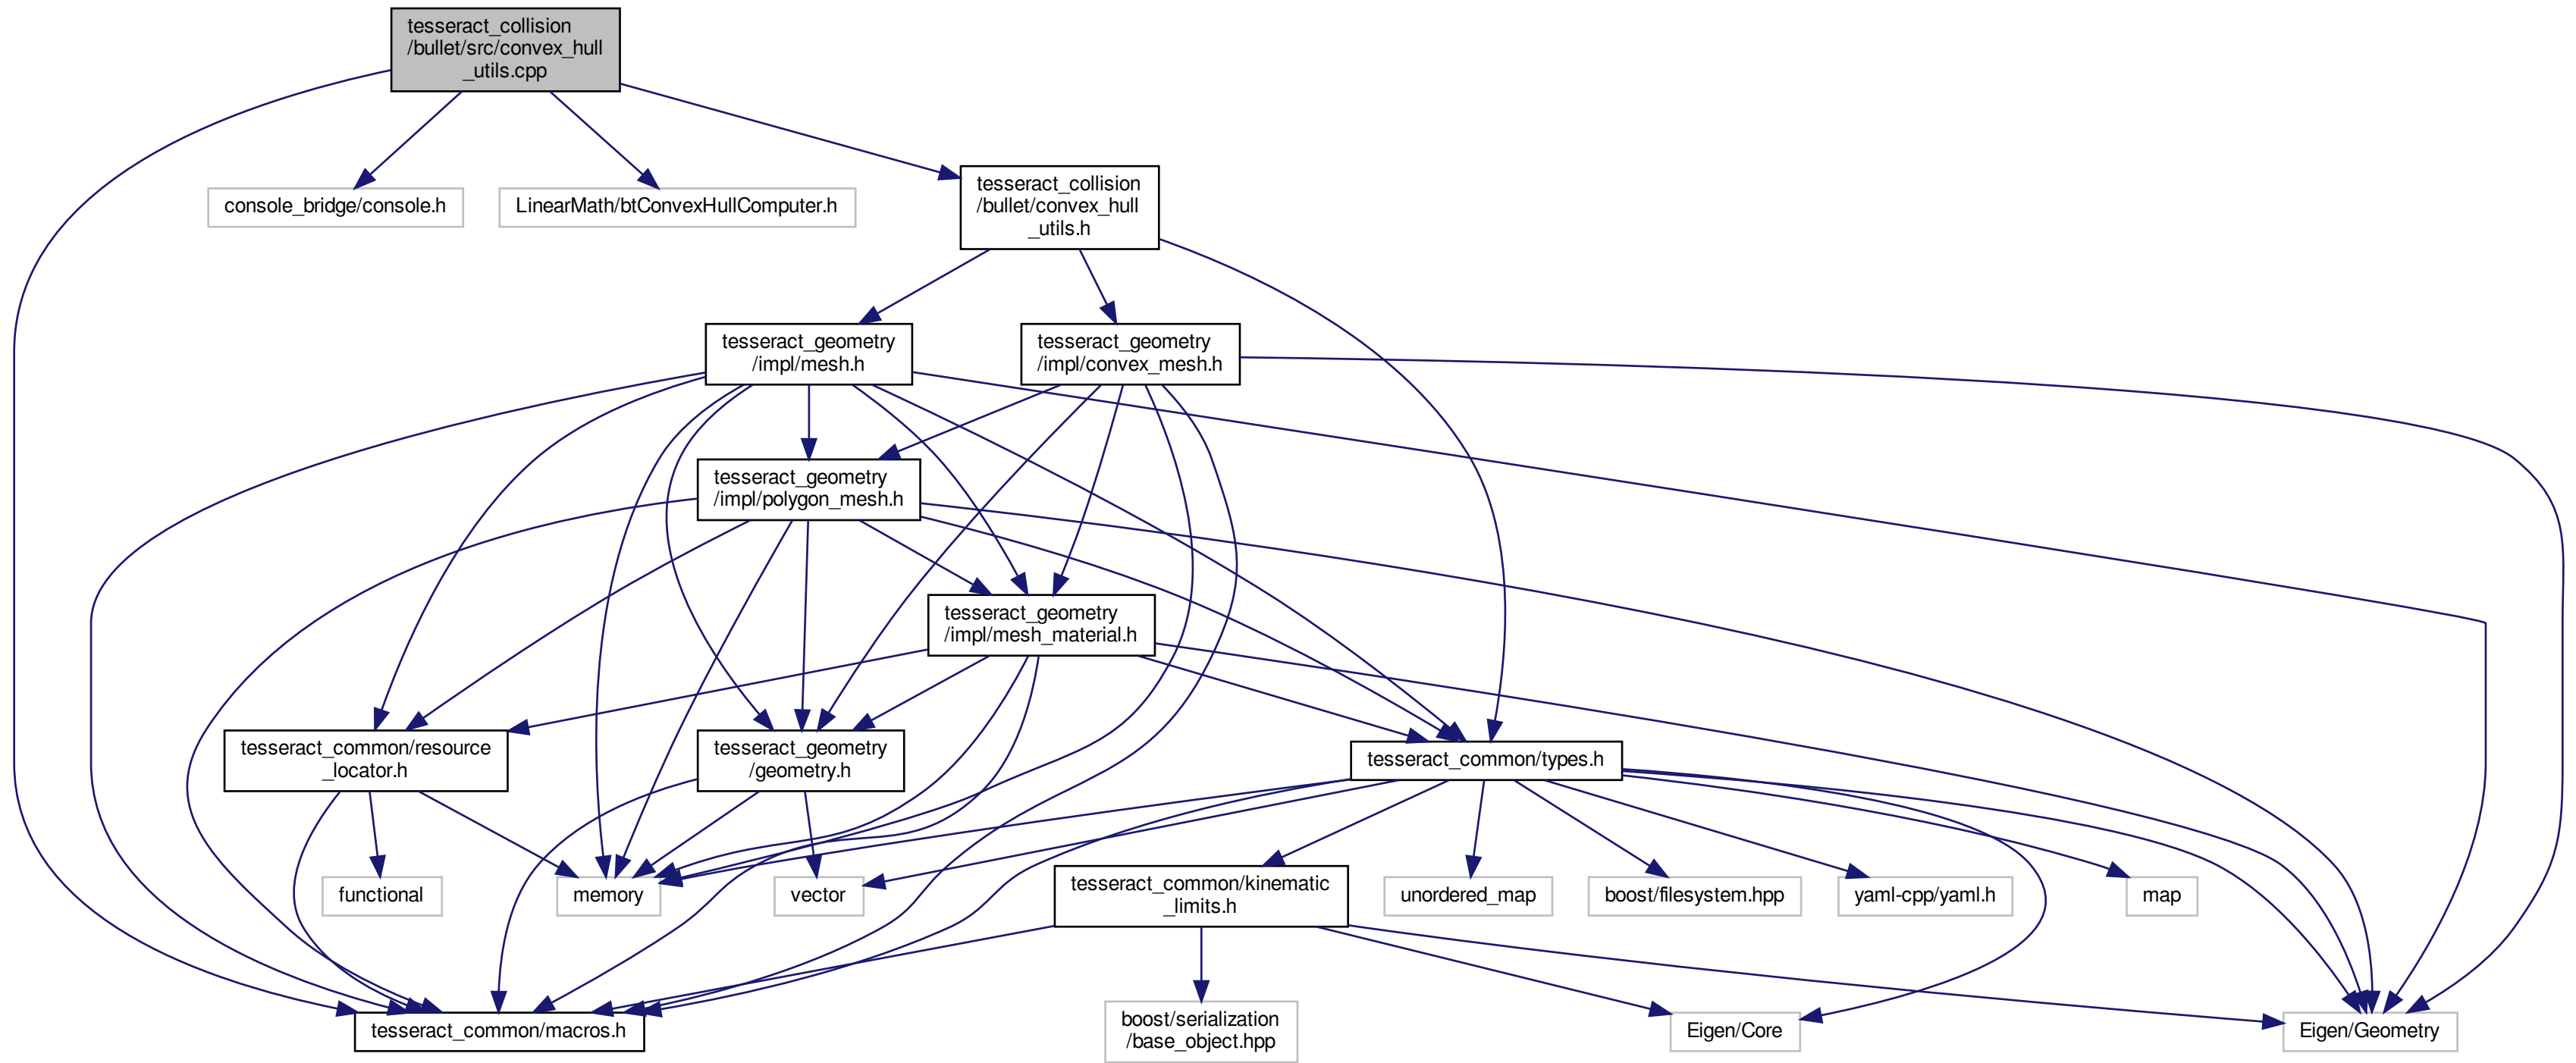 tesseract_collision
/bullet/src/convex_hull
_utils.cpp
console_bridge/console.h
LinearMath/btConvexHullComputer.h
tesseract_collision
/bullet/convex_hull
_utils.h
tesseract_geometry
/impl/mesh.h
tesseract_geometry
/impl/convex_mesh.h
tesseract_geometry
/impl/polygon_mesh.h
tesseract_geometry
/impl/mesh_material.h
tesseract_common/resource
_locator.h
tesseract_geometry
/geometry.h
tesseract_common/types.h
functional
memory
vector
tesseract_common/kinematic
_limits.h
unordered_map
boost/filesystem.hpp
yaml-cpp/yaml.h
map
tesseract_common/macros.h
boost/serialization
/base_object.hpp
Eigen/Core
Eigen/Geometry